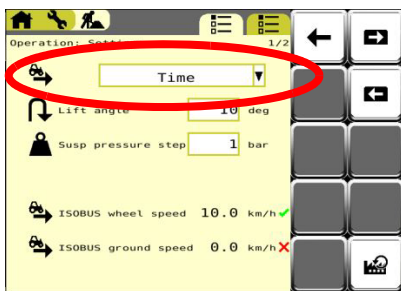 Operation: Setti
1/2
Time
Lift angle 10 deg
Susp pressure step 1 bar
ISOBUS wheel speed 10.0 km/h
ISOBUS ground speed 0.0 km/h